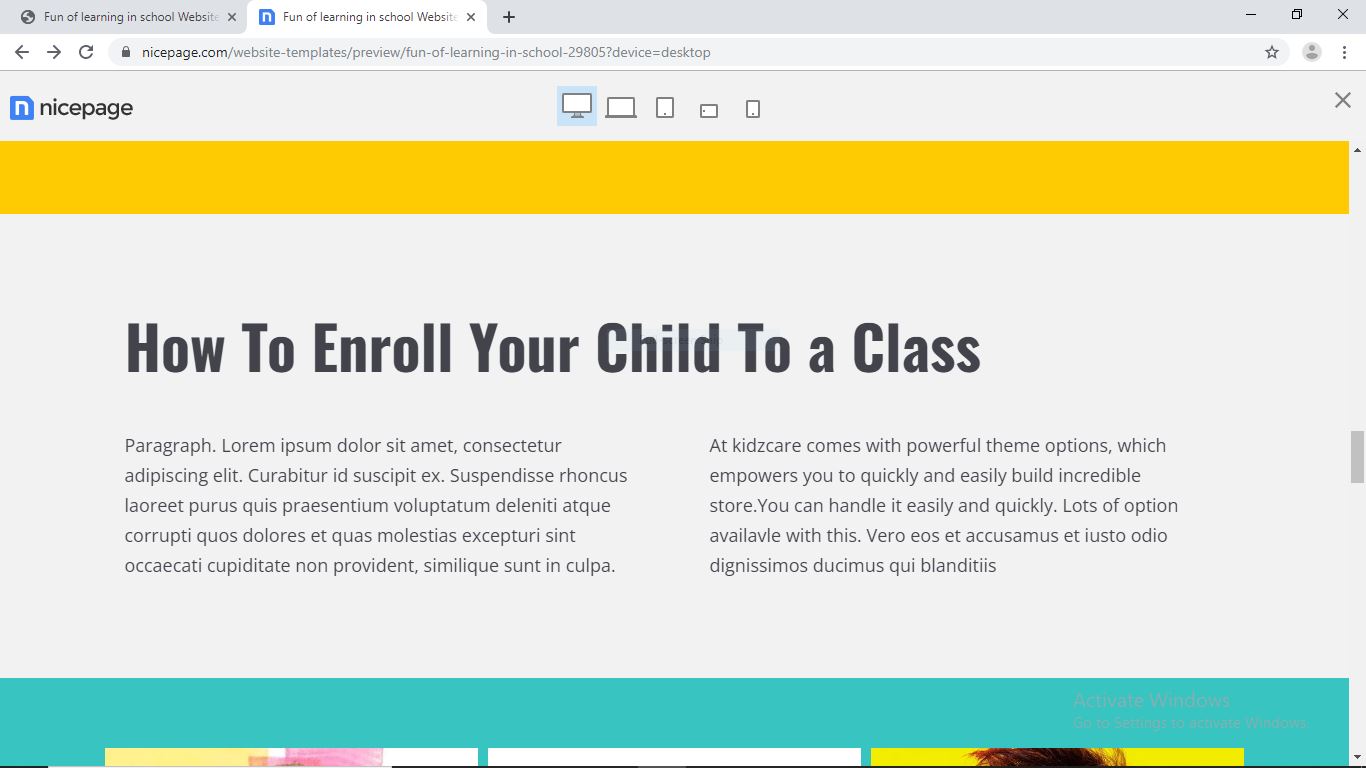 Fun of learning in school Website
Fun of learning in school Website
nicepage.com/website-templates/preview/fun-of-learning-in-school-29805?device=desktop
nicepage
How To Enroll Your Child To a Class
Paragraph. Lorem ipsum dolor sit amet, consectetur
adipiscing elit. Curabitur id suscipit ex. Suspendisse rhoncus
laoreet purus quis praesentium voluptatum deleniti atque
corrupti quos dolores et quas molestias excepturi sint
occaecati cupiditate non provident, similique sunt in culpa.
At kidzcare comes with powerful theme options, which
empowers you to quickly and easily build incredible
store.You can handle it easily and quickly. Lots of option
availavle with this. Vero eos et accusamus et iusto odio
dignissimos ducimus qui blanditiis
Activate Windows
Go to Settings to activate Windows.